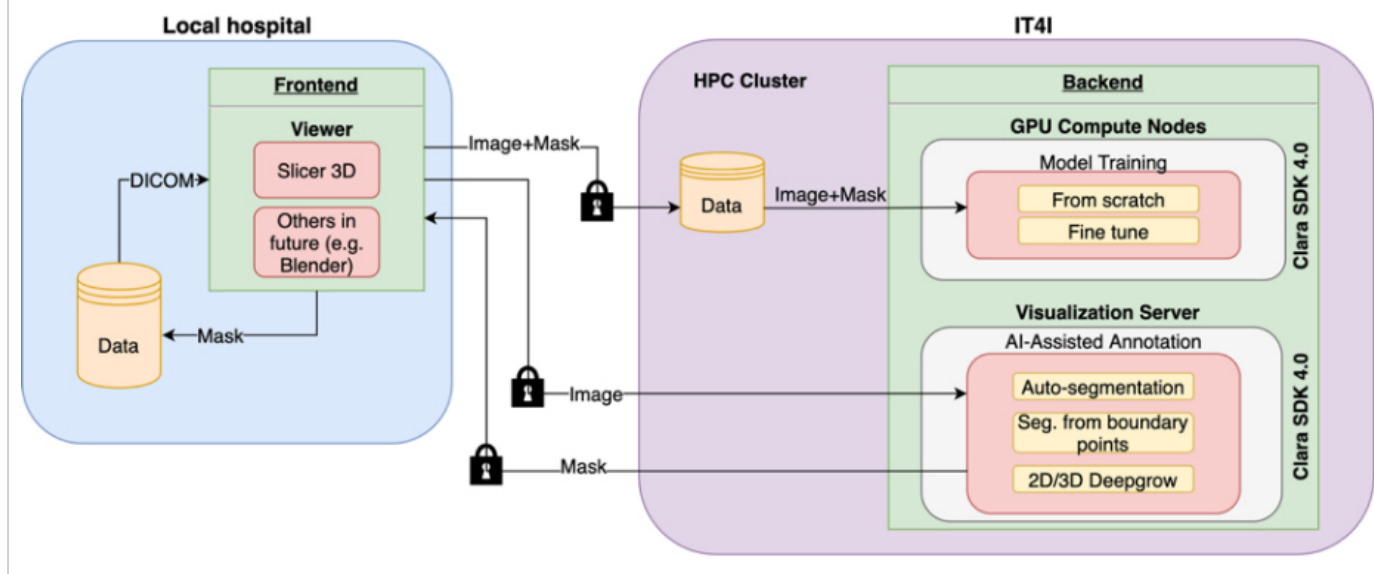 Local hospital
IT4I
Frontend
Viewer
Slicer 3D
Others in
future (e.g.
Blender)
DICOM
Data
Mask
Image+Mask
Image
Mask
HPC Cluster
Data
Image+Mask
Backend
GPU Compute Nodes
Model Training
From scratch
Fine tune
Clara SDK 4.0
Visualization Server
AI-Assisted Annotation
Auto-segmentation
Seg. from boundary
points
2D/3D Deepgrow
Clara SDK 4.0